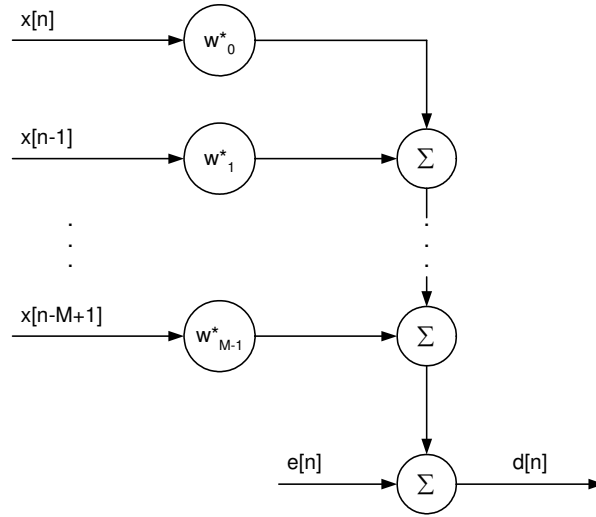 x[n]
w*0
x[n-1]
w*1
Σ
.
.
.
.
.
.
x[n-M+1]
w*M-1
Σ
e[n]
Σ
d[n]